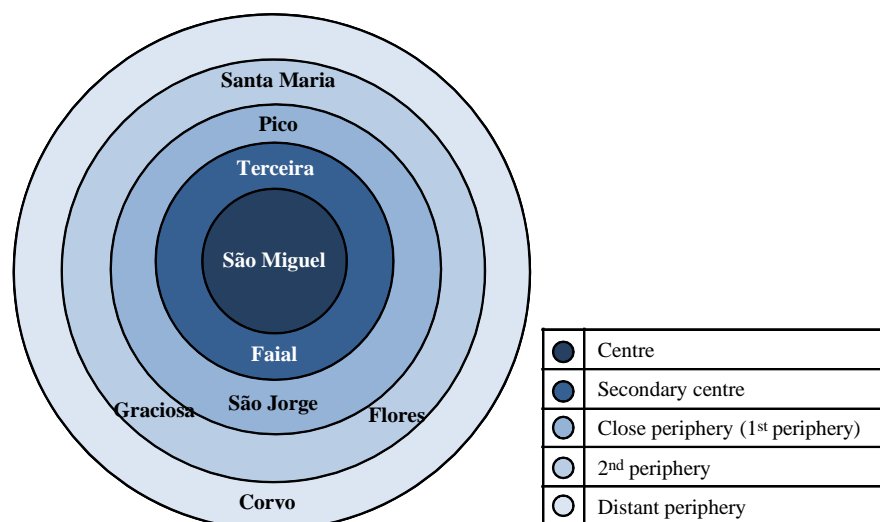 Santa Maria
Pico
Terceira
São Miguel
Faial
São Jorge
Graciosa
Flores
Corvo
Centre
Secondary centre
Close periphery (1st periphery)
2nd periphery
Distant periphery